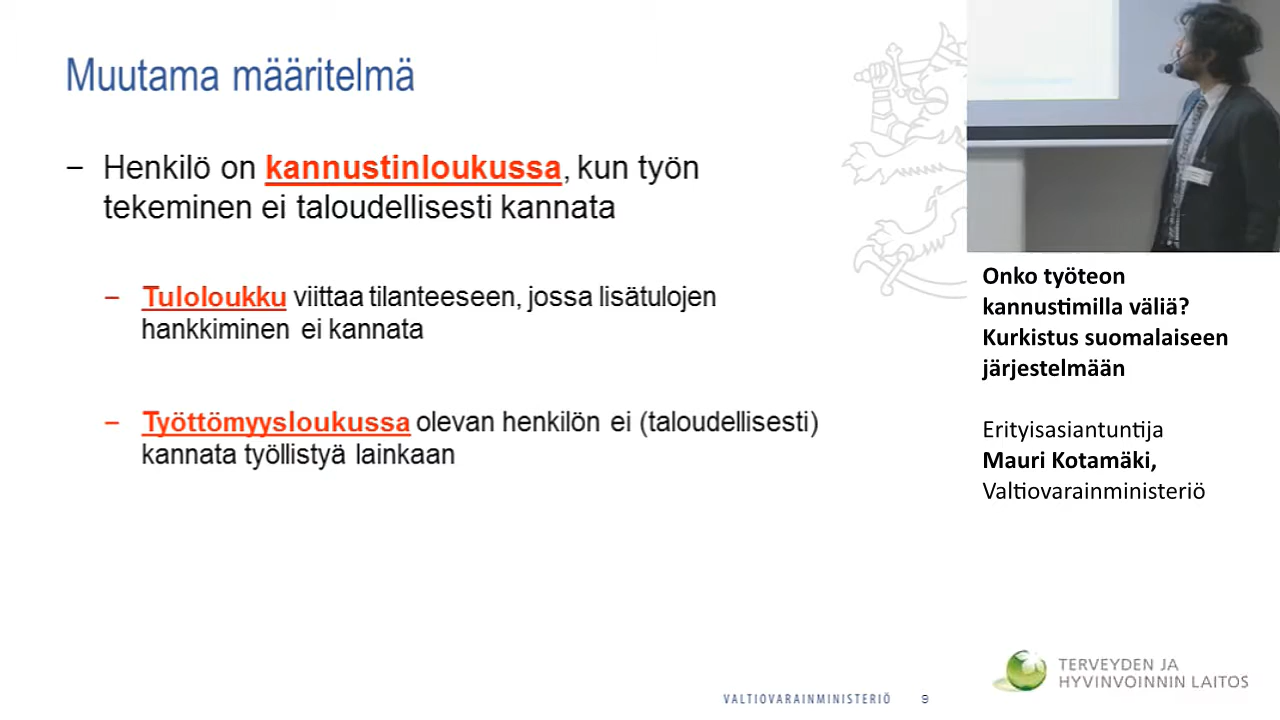 Muutama määritelmä
– Henkilö on kannustinloukussa, kun työn
tekeminen ei taloudellisesti kannata
– Tuloloukku viittaa tilanteeseen, jossa lisätulojen
hankkiminen ei kannata
– Työttömyysloukussa olevan henkilön ei (taloudellisesti)
kannata työllistyä lainkaan
VALTIOVARAINMINISTERIÖ 9
Onko työteon
kannustimilla väliä?
Kurkistus suomalaiseen
järjestelmään
Erityisasiantuntija
Mauri Kotamäki,
Valtiovarainministeriö
TERVEYDEN JA
HYVINVOINNIN LAITOS